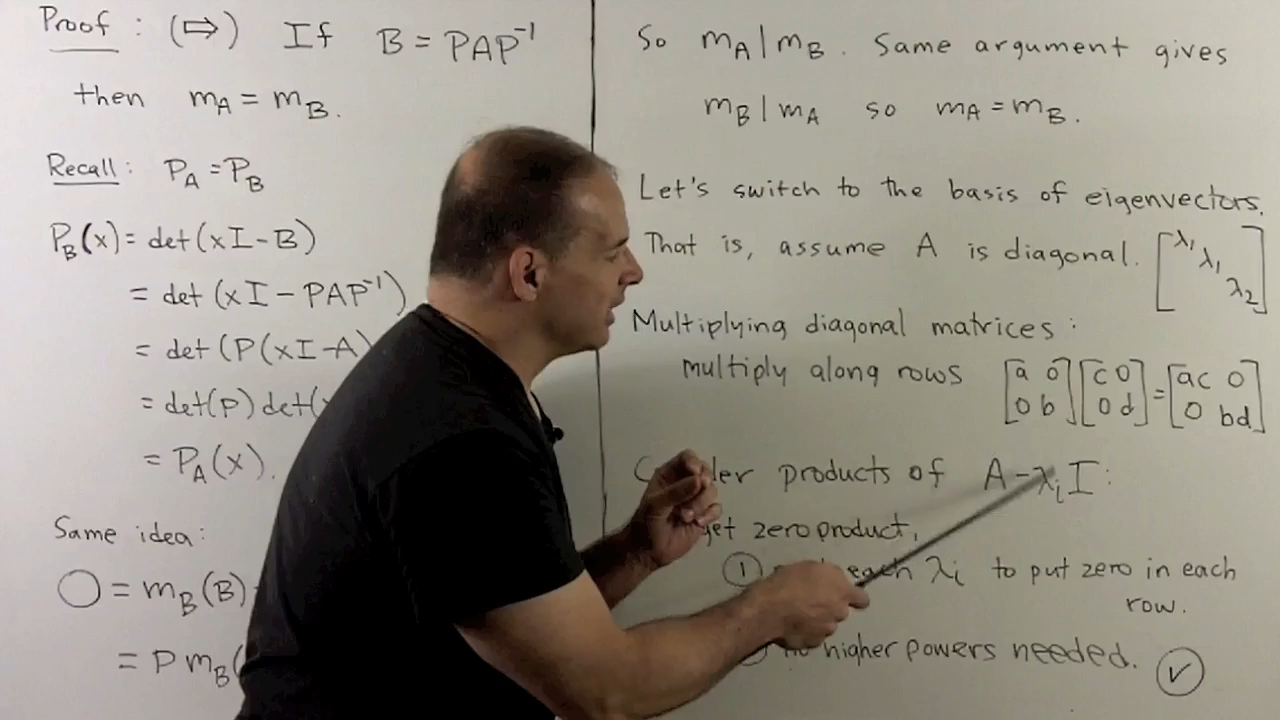 Proof : (⇒) If B = PAP⁻¹
then m_A = m_B.
Recall: P_A = P_B
P_B(x) = det(xI-B)
= det(xI - PAP⁻¹)
= det(P(xI-A)
= det(P) det(
= P_A(x).
Same idea:
O = m_B(B)
= P m_B(
So m_A | m_B. Same argument gives
m_B | m_A so m_A = m_B.
Let's switch to the basis of eigenvectors.
That is, assume A is diagonal. [λ₁ λ₁ λ₂]
Multiplying diagonal matrices :
multiply along rows [a 0 0 b] [c 0 0 d] = [ac 0 0 bd]
products of A - λᵢI :
get zero product,
① each λᵢ to put zero in each
row.
no higher powers needed. ✓